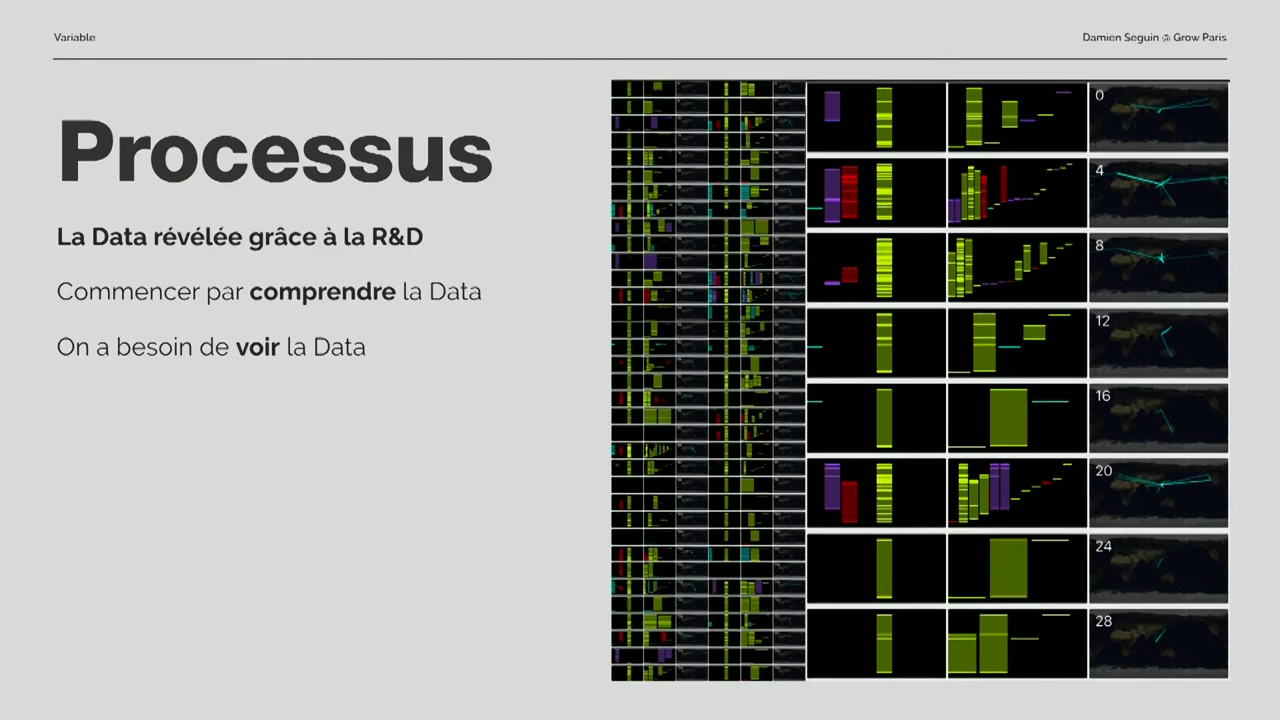 Variable
Damien Seguin @ Grow Paris
Processus
La Data révélée grâce à la R&D
Commencer par comprendre la Data
On a besoin de voir la Data
0
4
8
12
16
20
24
28